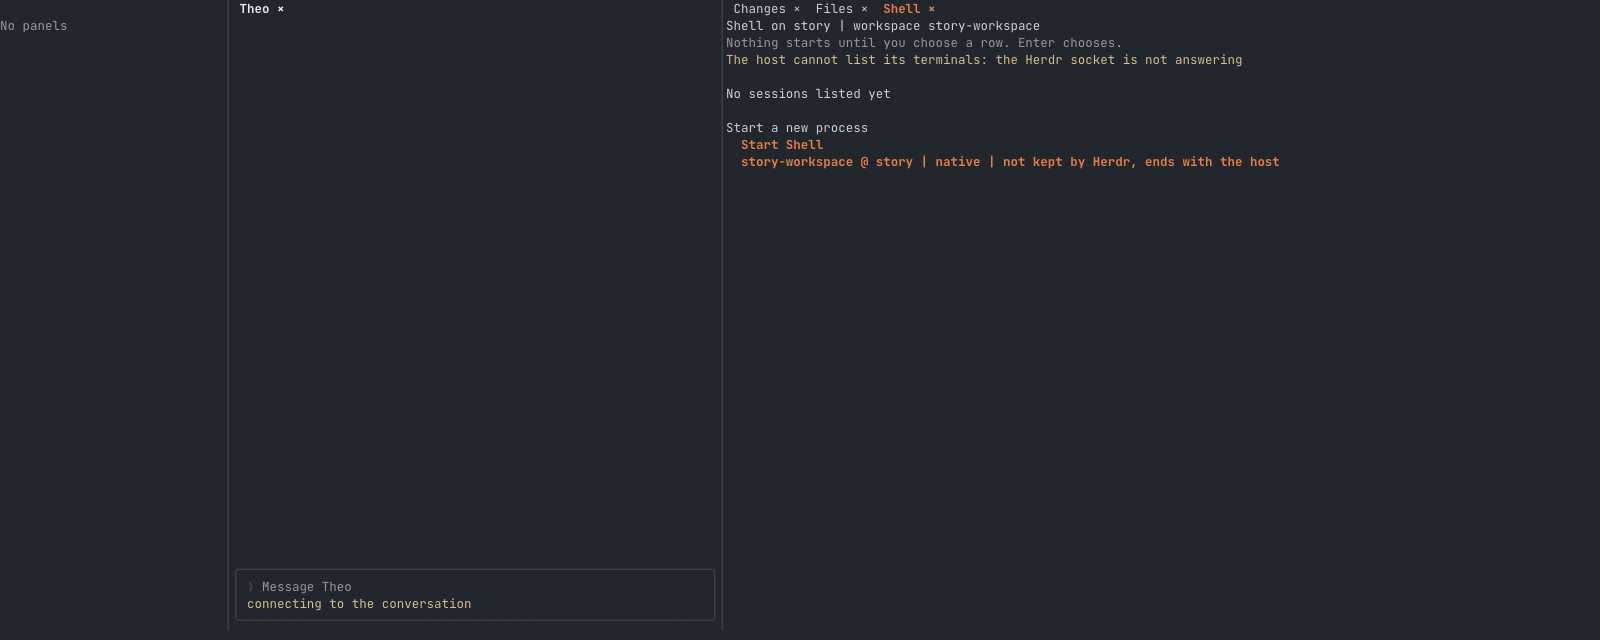 No panels
Theo ×
Changes × Files × Shell ×
Shell on story | workspace story-workspace
Nothing starts until you choose a row. Enter chooses.
The host cannot list its terminals: the Herdr socket is not answering
No sessions listed yet
Start a new process
Start Shell
story-workspace @ story | native | not kept by Herdr, ends with the host
⟩ Message Theo
connecting to the conversation